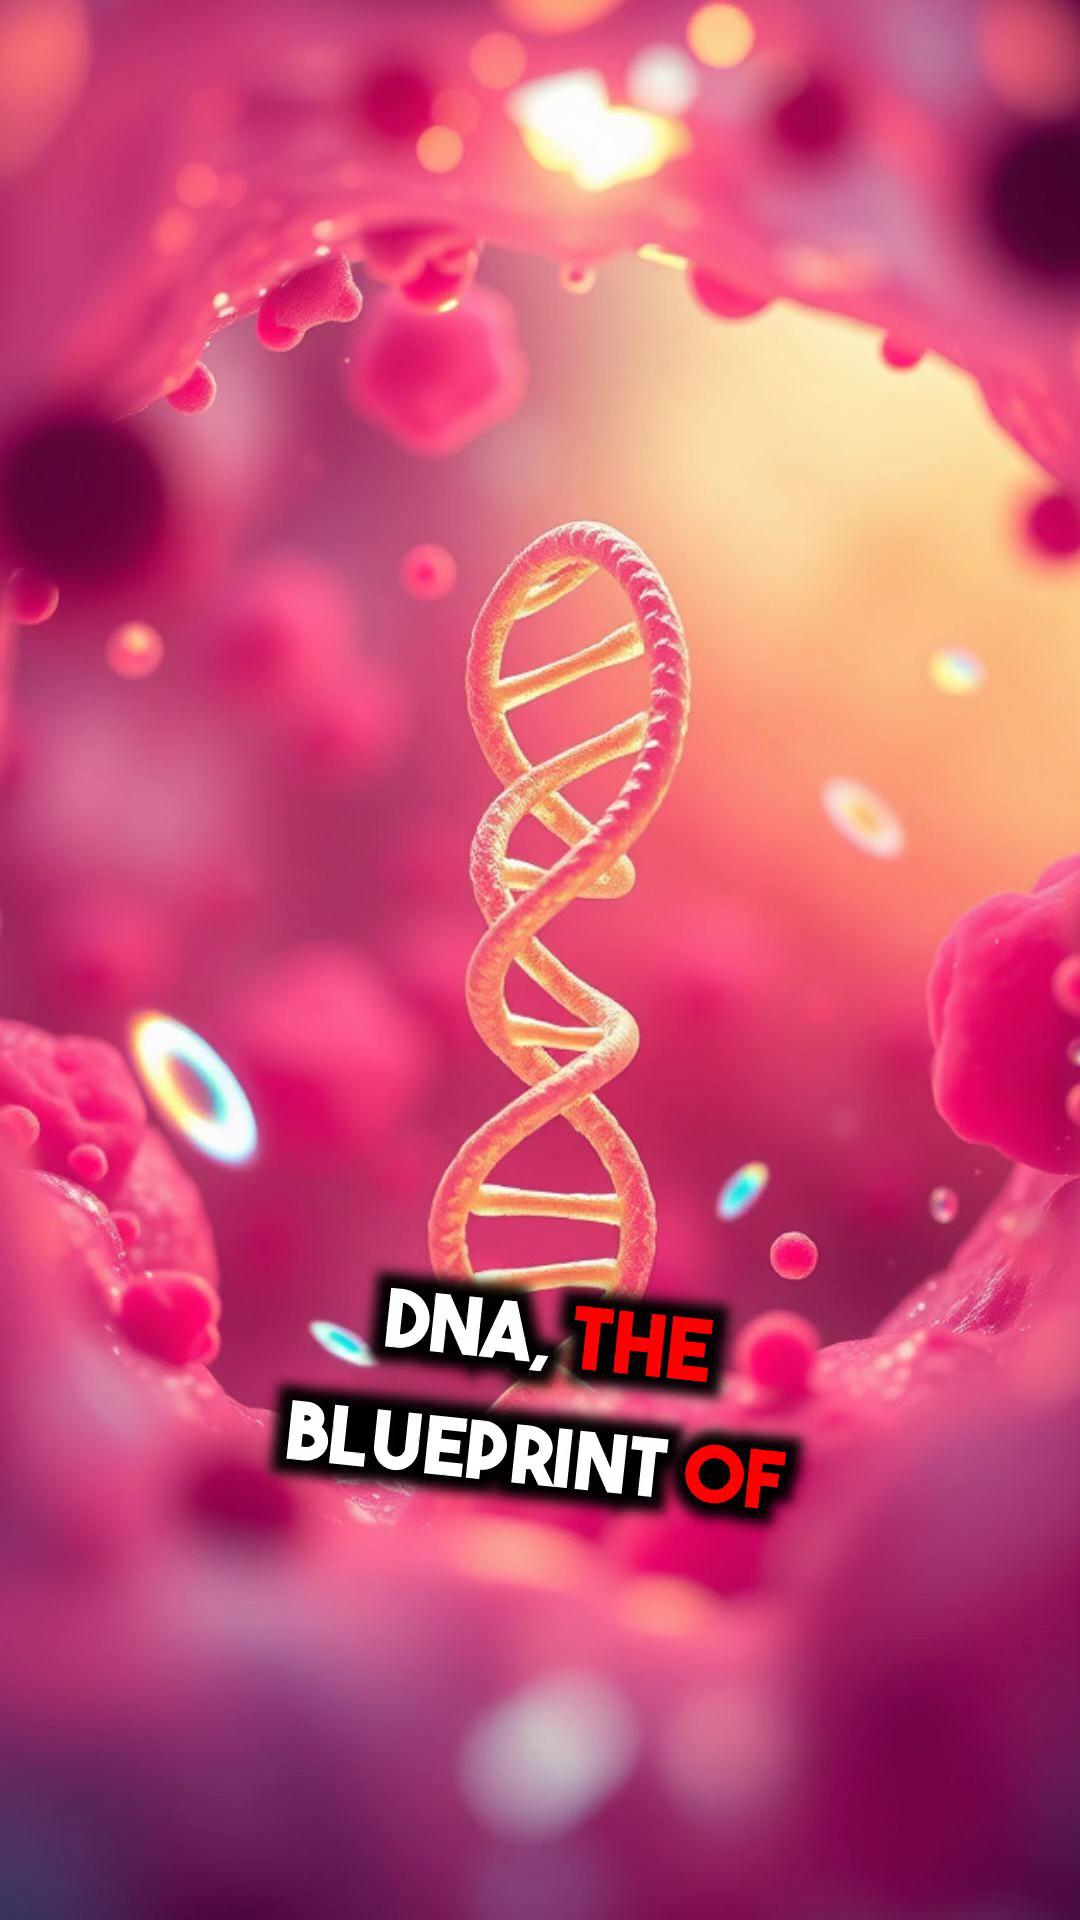 DNA, THE
BLUEPRINT OF